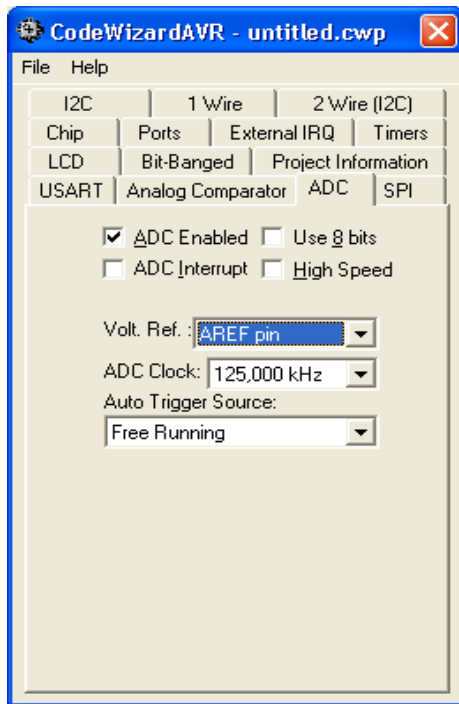 CodeWizardAVR - untitled.cwp
File Help
I2C 1 Wire 2 Wire (I2C)
Chip Ports External IRQ Timers
LCD Bit-Banged Project Information
USART Analog Comparator ADC SPI
ADC Enabled Use 8 bits
ADC Interrupt High Speed
Volt. Ref. : AREF pin
ADC Clock: 125,000 kHz
Auto Trigger Source:
Free Running